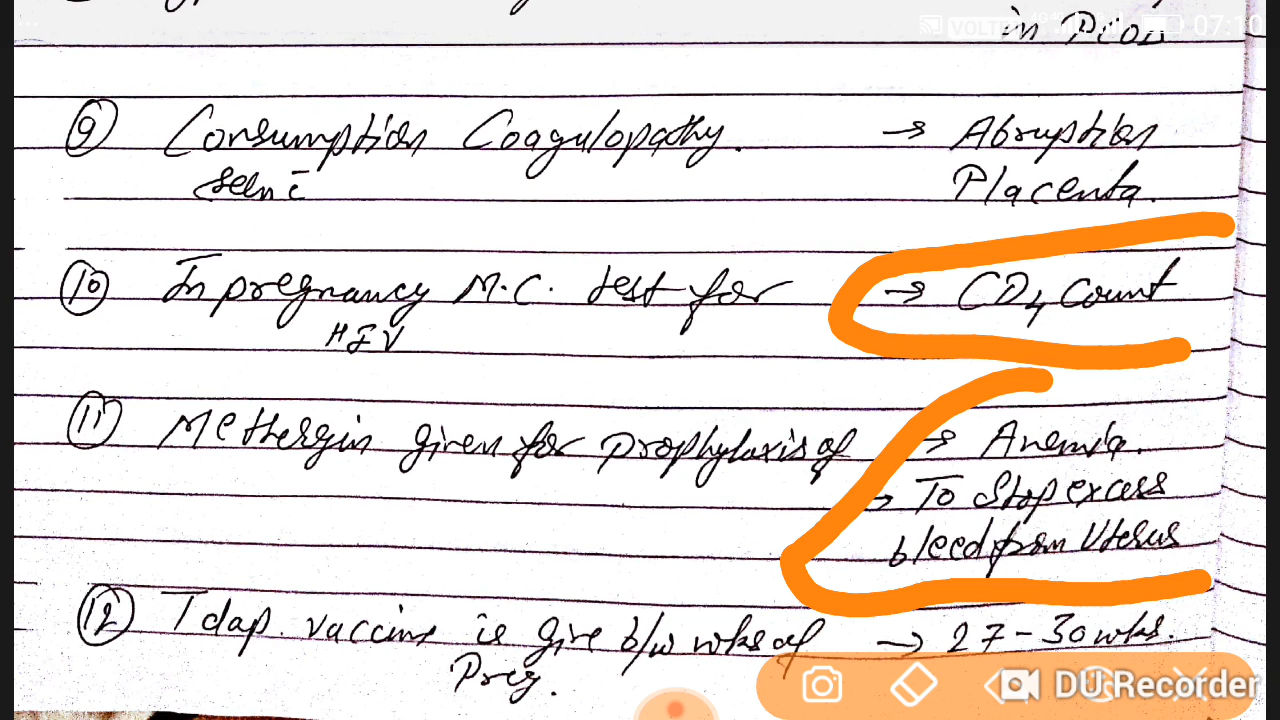 VOLTE 4G 07:10
in PCOD
⑨ Consumption Coagulopathy. → Abruption
seen c̄ Placenta.
⑩ In pregnancy M.C. test for → CD4 Count
HIV
⑪ Methergin given for prophylaxis of → Anemia.
→ To Stop excess
bleed from Uterus
⑫ Tdap. vaccine is give b/w wks of → 27-30 wks.
Preg.
DU Recorder